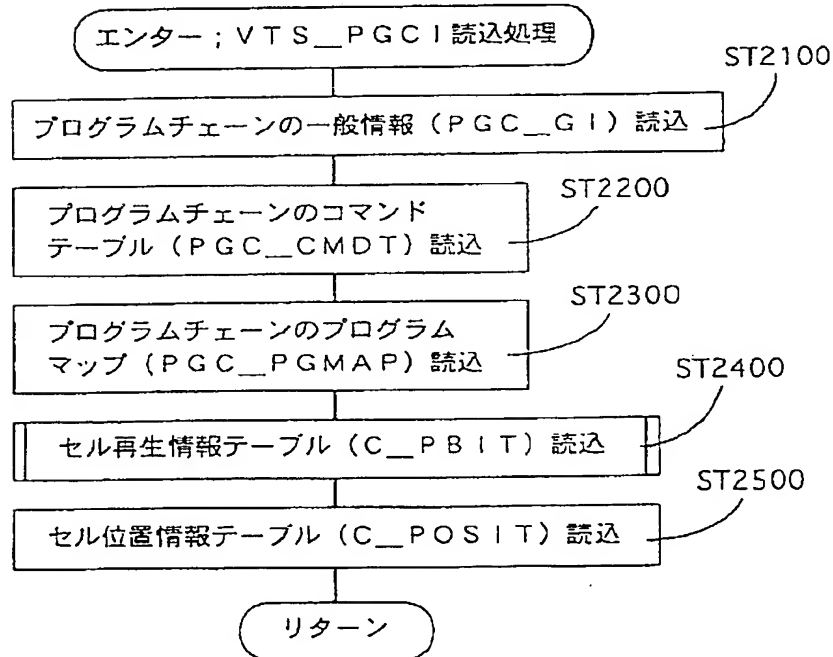 エンター；ＶＴＳ＿ＰＧＣＩ読込処理
ST2100
プログラムチェーンの一般情報（ＰＧＣ＿ＧＩ）読込
ST2200
プログラムチェーンのコマンド
テーブル（ＰＧＣ＿ＣＭＤＴ）読込
ST2300
プログラムチェーンのプログラム
マップ（ＰＧＣ＿ＰＧＭＡＰ）読込
ST2400
セル再生情報テーブル（Ｃ＿ＰＢＩＴ）読込
ST2500
セル位置情報テーブル（Ｃ＿ＰＯＳＩＴ）読込
リターン